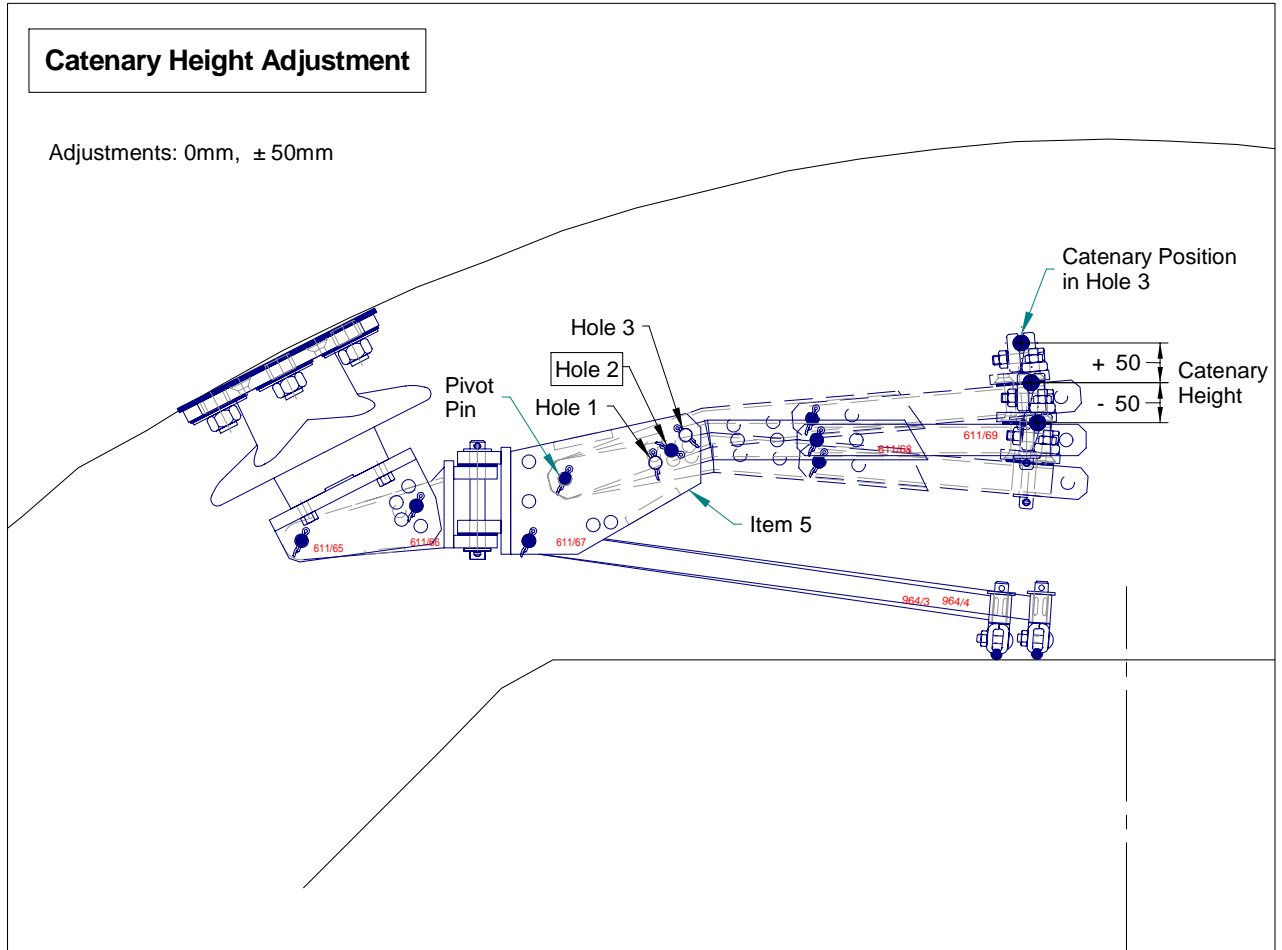 Catenary Height Adjustment
Adjustments: 0mm, ± 50mm
Catenary Position
in Hole 3
Hole 3
Hole 2
Hole 1
Pivot
Pin
+ 50
- 50
Catenary
Height
611/69
611/68
Item 5
611/65
611/66
611/67
964/3
964/4